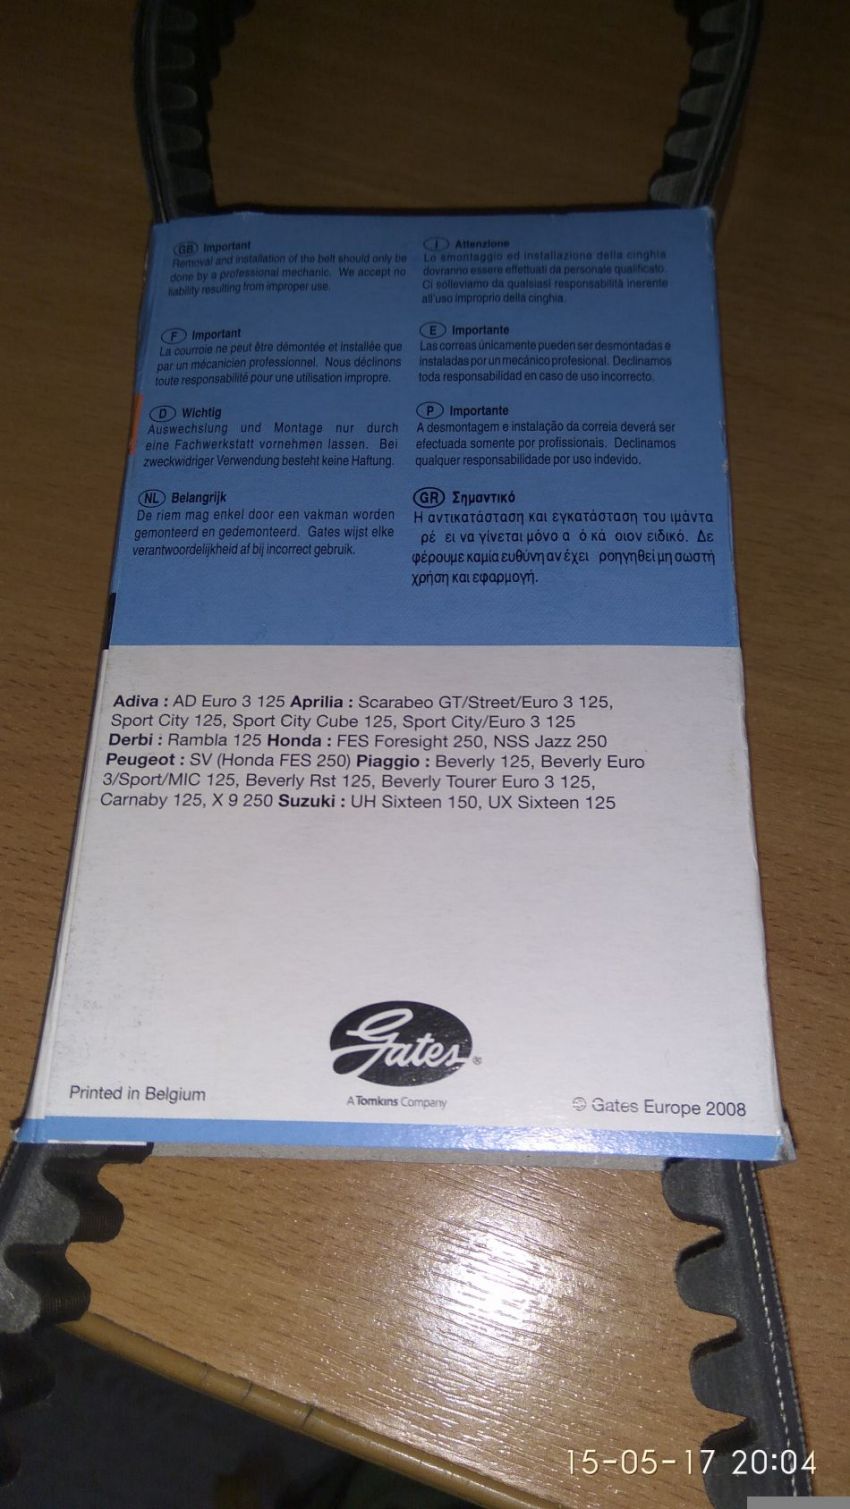 GB Important
Removal and installation of the belt should only be
done by a professional mechanic. We accept no
liability resulting from improper use.
I Attenzione
Lo smontaggio ed installazione della cinghia
dovranno essere effettuati da personale qualificato.
Ci solleviamo da qualsiasi responsabilità inerente
all'uso improprio della cinghia.
F Important
La courroie ne peut être démontée et installée que
par un mécanicien professionnel. Nous déclinons
toute responsabilité pour une utilisation impropre.
E Importante
Las correas únicamente pueden ser desmontadas e
instaladas por un mecánico profesional. Declinamos
toda responsabilidad en caso de uso incorrecto.
D Wichtig
Auswechslung und Montage nur durch
eine Fachwerkstatt vornehmen lassen. Bei
zweckwidriger Verwendung besteht keine Haftung.
P Importante
A desmontagem e instalação da correia deverá ser
efectuada somente por profissionais. Declinamos
qualquer responsabilidade por uso indevido.
NL Belangrijk
De riem mag enkel door een vakman worden
gemonteerd en gedemonteerd. Gates wijst elke
verantwoordelijkheid af bij incorrect gebruik.
GR Σημαντικό
Η αντικατάσταση και εγκατάσταση του ιμάντα
ρέ ει να γίνεται μόνο α ό κά οιον ειδικό. Δε
φέρουμε καμία ευθύνη αν έχει ροηγηθεί μη σωστή
χρήση και εφαρμογή.
Adiva : AD Euro 3 125 Aprilia : Scarabeo GT/Street/Euro 3 125,
Sport City 125, Sport City Cube 125, Sport City/Euro 3 125
Derbi : Rambla 125 Honda : FES Foresight 250, NSS Jazz 250
Peugeot : SV (Honda FES 250) Piaggio : Beverly 125, Beverly Euro
3/Sport/MIC 125, Beverly Rst 125, Beverly Tourer Euro 3 125,
Carnaby 125, X 9 250 Suzuki : UH Sixteen 150, UX Sixteen 125
Gates®
A Tomkins Company
Printed in Belgium
© Gates Europe 2008
15-05-17 20:04